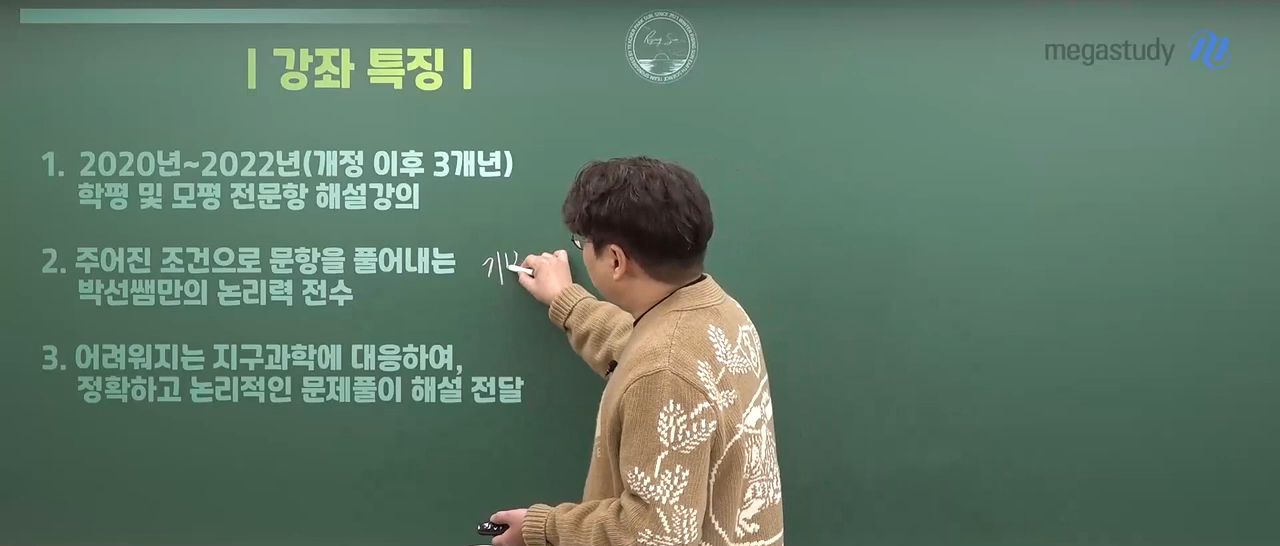 | 강좌 특징 |
megastudy
1. 2020년~2022년(개정 이후 3개년)
학평 및 모평 전문항 해설강의
2. 주어진 조건으로 문항을 풀어내는
박선쌤만의 논리력 전수
3. 어려워지는 지구과학에 대응하여,
정확하고 논리적인 문제풀이 해설 전달